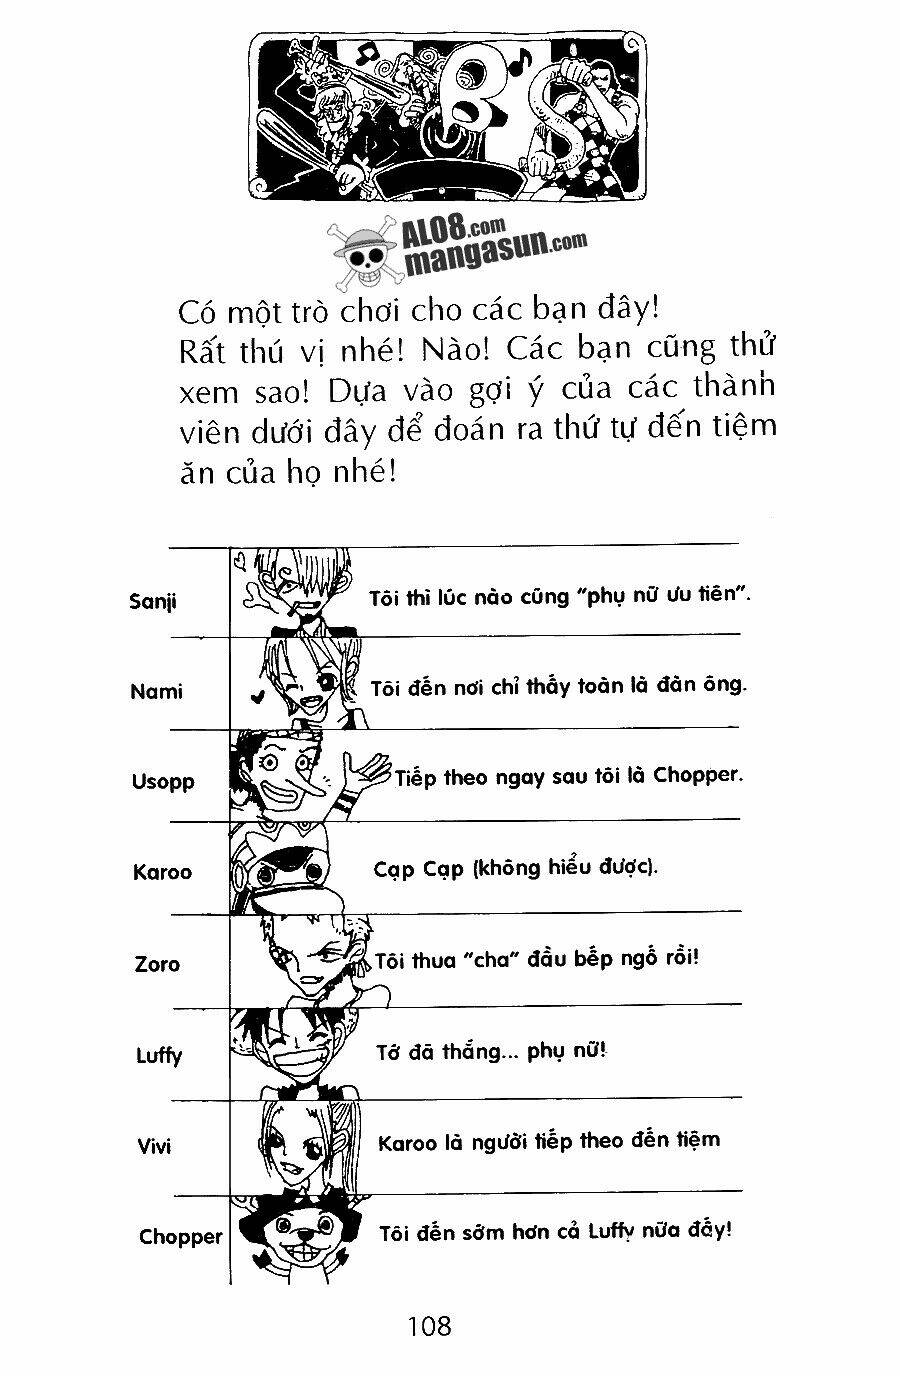 BS
AL08.com
mangasun.com
Có một trò chơi cho các bạn đây!
Rất thú vị nhé! Nào! Các bạn cũng thử
xem sao! Dựa vào gợi ý của các thành
viên dưới đây để đoán ra thứ tự đến tiệm
ăn của họ nhé!
Sanji
Tôi thì lúc nào cũng "phụ nữ ưu tiên".
Nami
Tôi đến nơi chỉ thấy toàn là đàn ông.
Usopp
Tiếp theo ngay sau tôi là Chopper.
Karoo
Cạp Cạp (không hiểu được).
Zoro
Tôi thua "cha" đầu bếp ngố rồi!
Luffy
Tớ đã thắng... phụ nữ!
Vivi
Karoo là người tiếp theo đến tiệm
Chopper
Tôi đến sớm hơn cả Luffy nữa đấy!
108